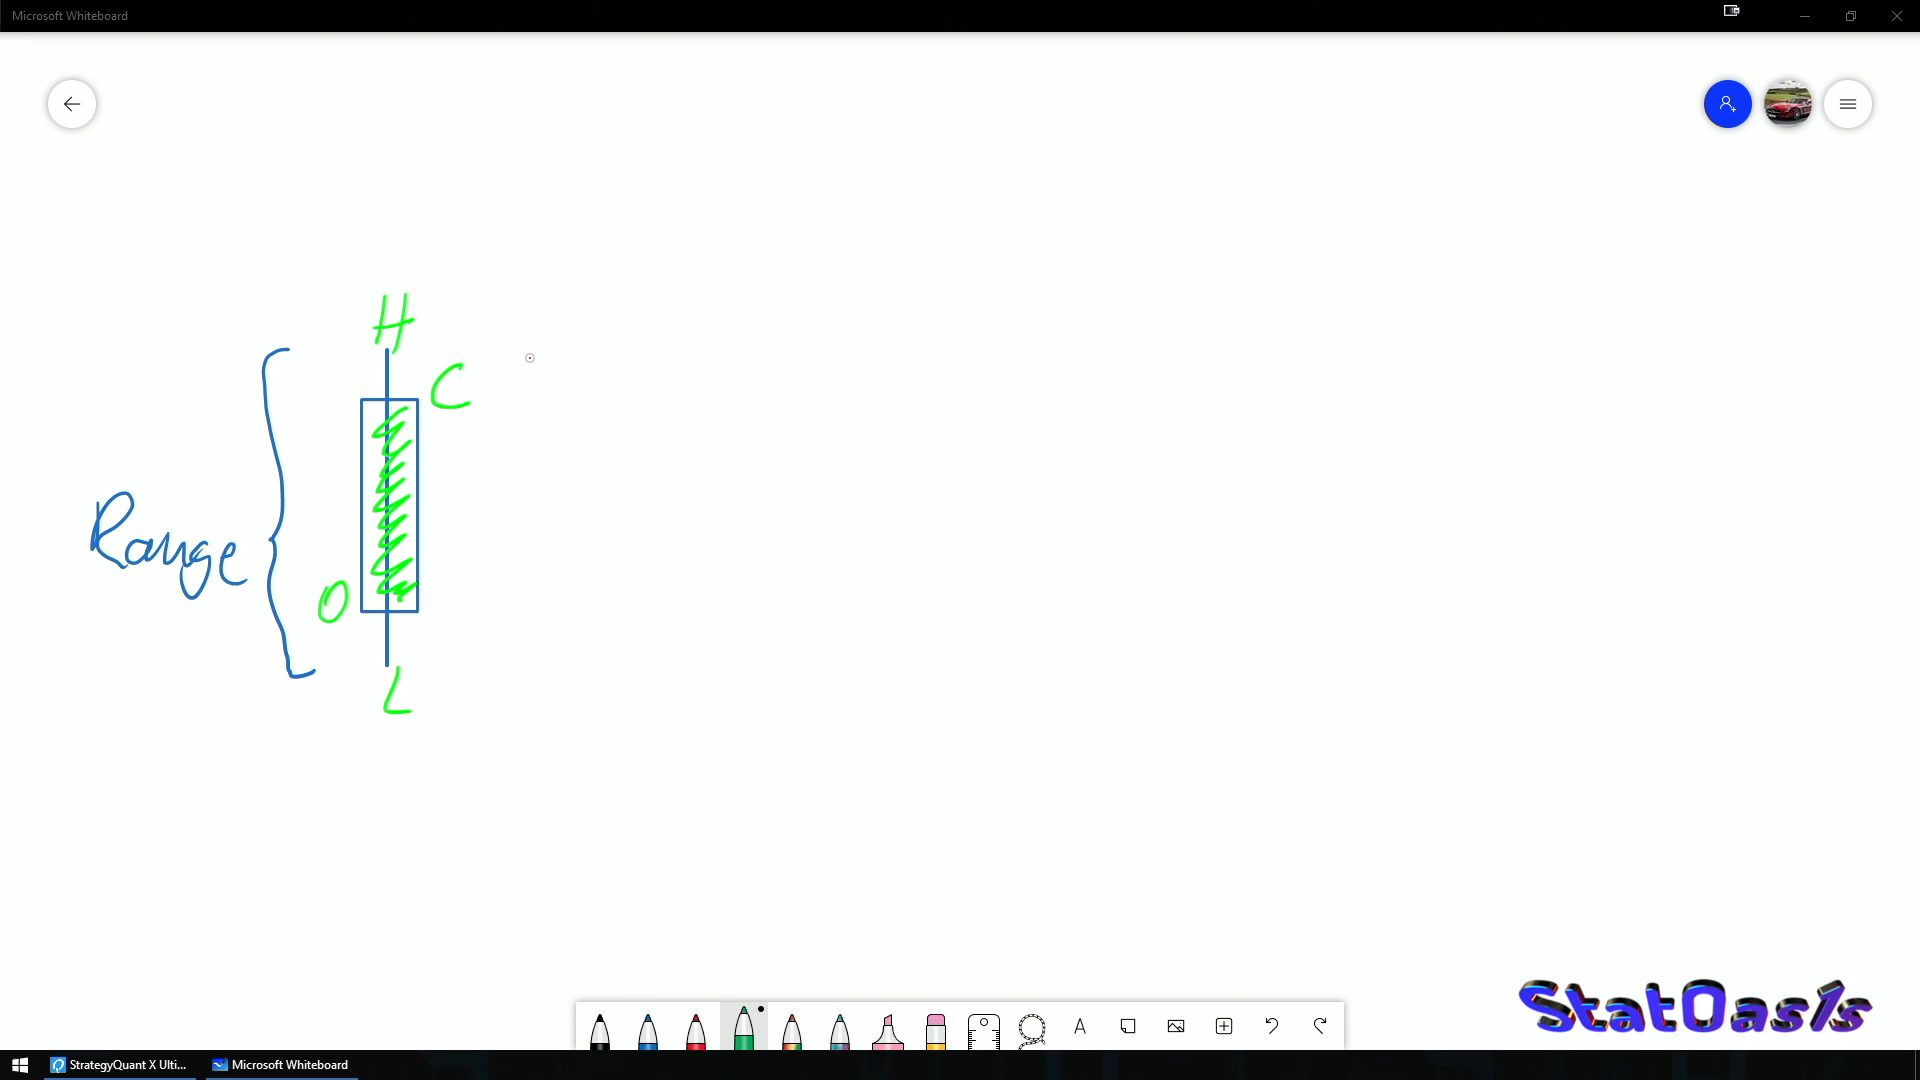 Microsoft Whiteboard
H
C
Range
O
L
A
StatOasis
StrategyQuant X Ulti...
Microsoft Whiteboard